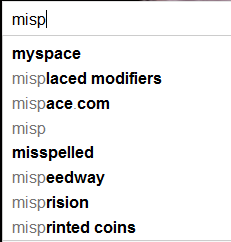 misp
myspace
misplaced modifiers
mispace.com
misp
misspelled
mispeedway
misprision
misprinted coins